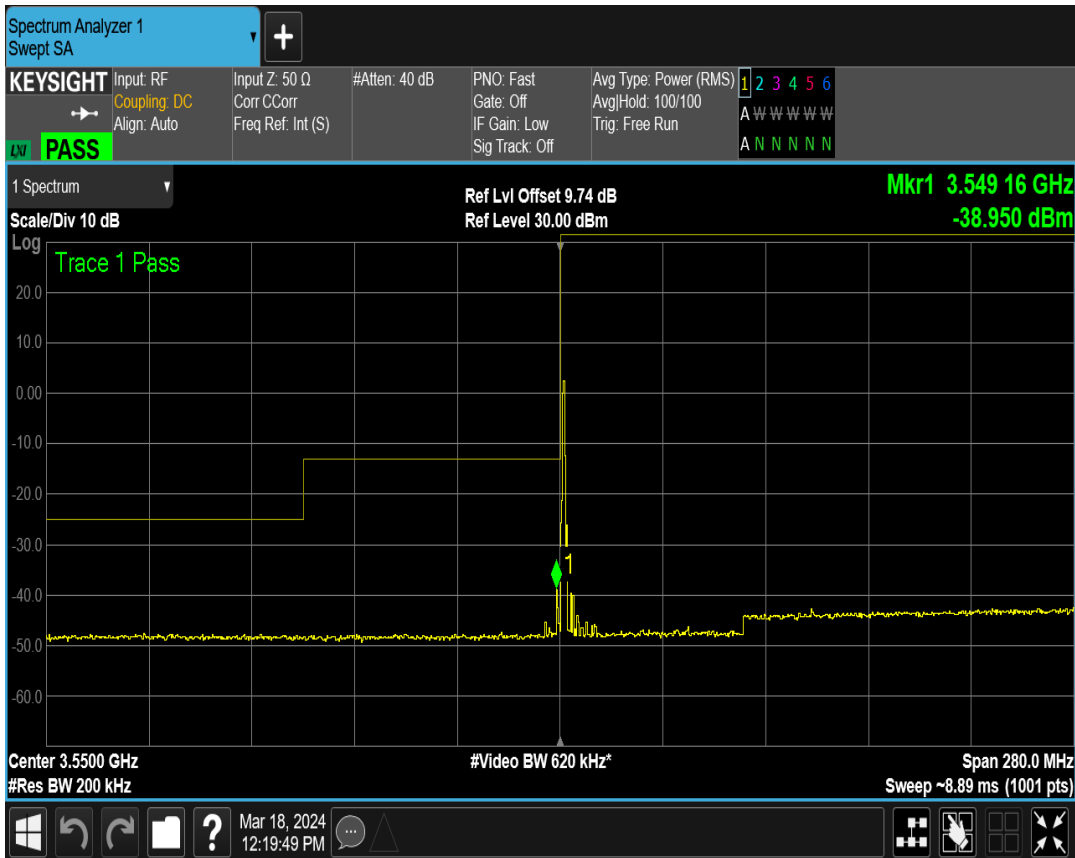 Spectrum Analyzer 1
Swept SA
+
KEYSIGHT
LXI PASS
Input: RF
Coupling: DC
Align: Auto
Input Z: 50 Ω
Corr CCorr
Freq Ref: Int (S)
#Atten: 40 dB
PNO: Fast
Gate: Off
IF Gain: Low
Sig Track: Off
Avg Type: Power (RMS)
Avg|Hold: 100/100
Trig: Free Run
1 2 3 4 5 6
A W W W W W
A N N N N N
1 Spectrum
Scale/Div 10 dB
Ref Lvl Offset 9.74 dB
Ref Level 30.00 dBm
Mkr1 3.549 16 GHz
-38.950 dBm
Log
Trace 1 Pass
20.0
10.0
0.00
-10.0
-20.0
-30.0
-40.0
-50.0
-60.0
1
Center 3.5500 GHz
#Res BW 200 kHz
#Video BW 620 kHz*
Span 280.0 MHz
Sweep ~8.89 ms (1001 pts)
?
Mar 18, 2024
12:19:49 PM